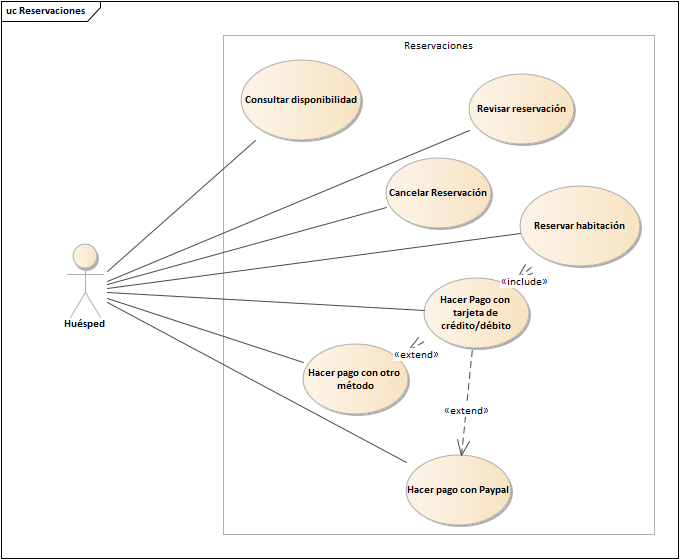 uc Reservaciones
Reservaciones
Consultar disponibilidad
Revisar reservación
Cancelar Reservación
Reservar habitación
Huésped
«include»
Hacer Pago con
tarjeta de
crédito/débito
«extend»
Hacer pago con otro
método
«extend»
Hacer pago con Paypal